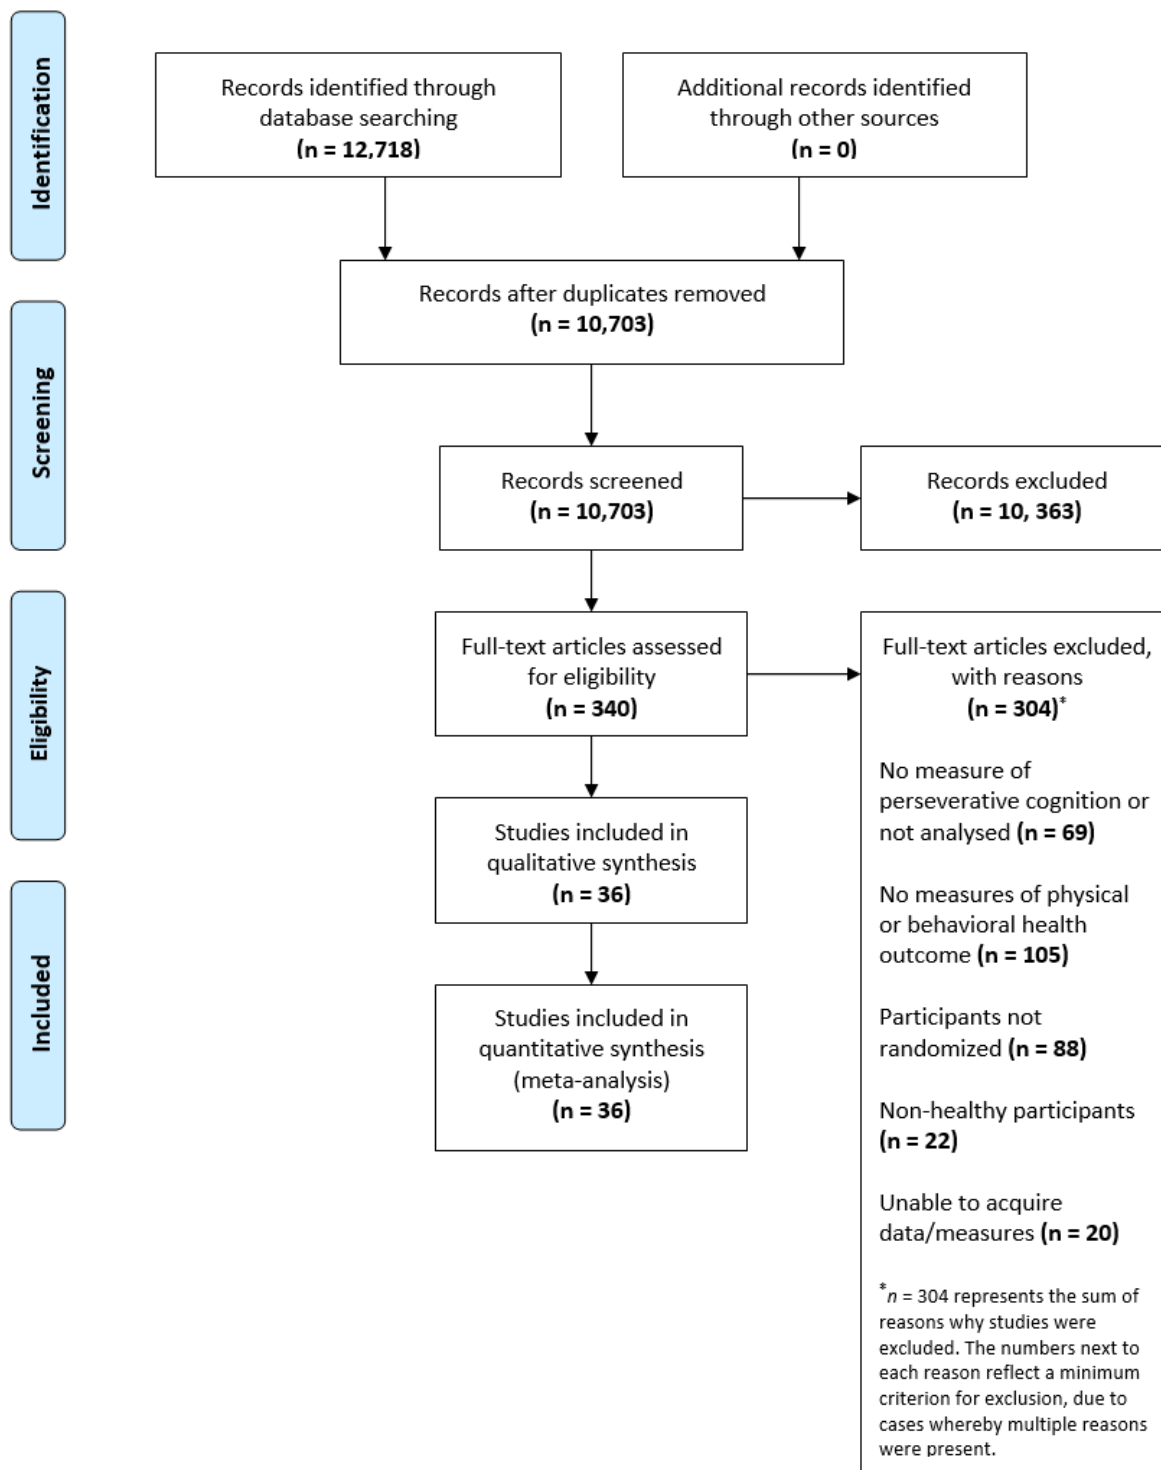 Identification
Records identified through
database searching
(n = 12,718)
Additional records identified
through other sources
(n = 0)
Records after duplicates removed
(n = 10,703)
Screening
Records screened
(n = 10,703)
Records excluded
(n = 10, 363)
Eligibility
Full-text articles assessed
for eligibility
(n = 340)
Full-text articles excluded,
with reasons
(n = 304)*
No measure of
perseverative cognition or
not analysed (n = 69)
No measures of physical
or behavioral health
outcome (n = 105)
Participants not
randomized (n = 88)
Non-healthy participants
(n = 22)
Unable to acquire
data/measures (n = 20)
*n = 304 represents the sum of
reasons why studies were
excluded. The numbers next to
each reason reflect a minimum
criterion for exclusion, due to
cases whereby multiple reasons
were present.
Studies included in
qualitative synthesis
(n = 36)
Included
Studies included in
quantitative synthesis
(meta-analysis)
(n = 36)